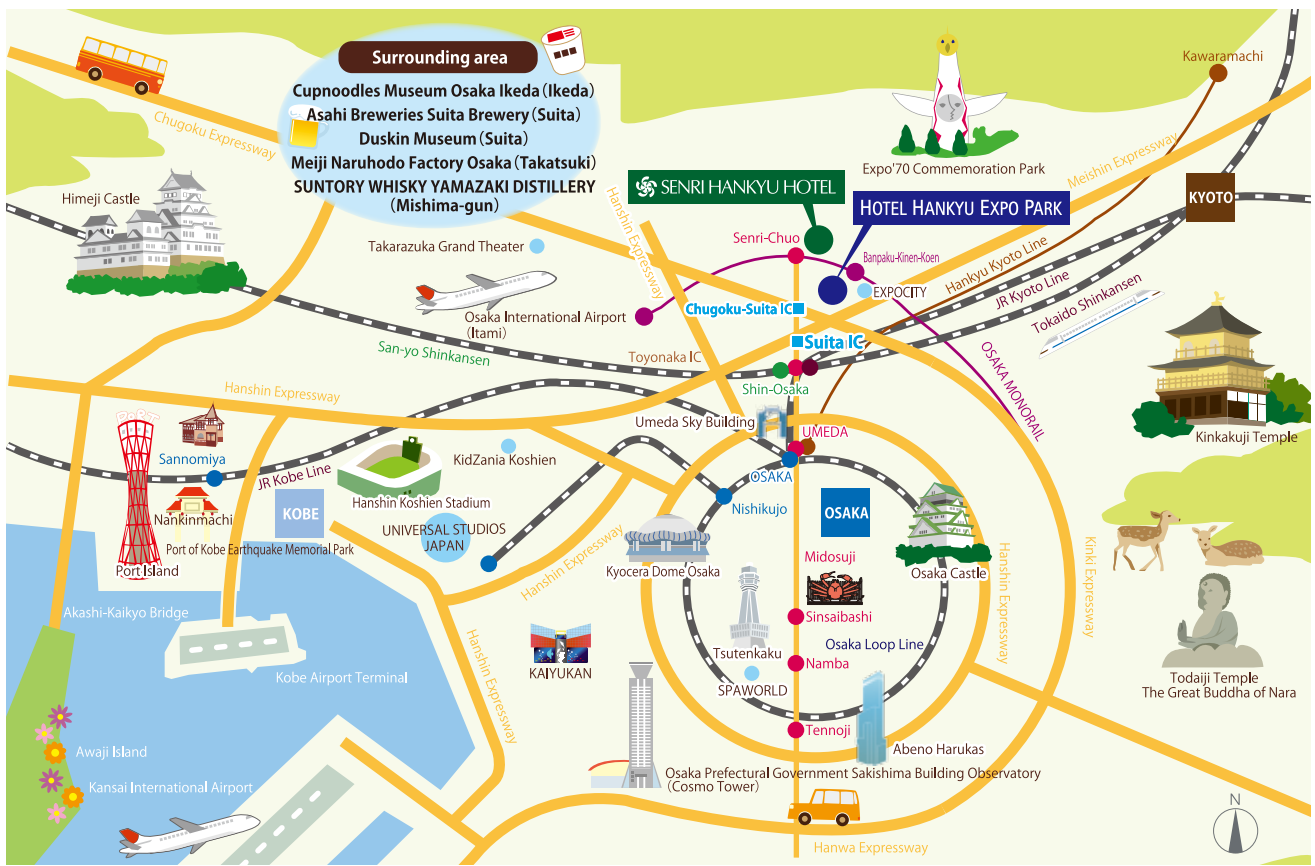 Surrounding area
Cupnoodles Museum Osaka Ikeda (Ikeda)
Asahi Breweries Suita Brewery (Suita)
Duskin Museum (Suita)
Meiji Naruhodo Factory Osaka (Takatsuki)
SUNTORY WHISKY YAMAZAKI DISTILLERY
(Mishima-gun)
Chugoku Expressway
Kawaramachi
Expo'70 Commemoration Park
Meishin Expressway
KYOTO
SENRI HANKYU HOTEL
HOTEL HANKYU EXPO PARK
Himeji Castle
Hanshin Expressway
Takarazuka Grand Theater
Senri-Chuo
Banpaku-Kinen-Koen
Hankyu Kyoto Line
JR Kyoto Line
Tokaido Shinkansen
EXPOCITY
Chugoku-Suita IC
Osaka International Airport
(Itami)
Suita IC
San-yo Shinkansen
Toyonaka IC
OSAKA MONORAIL
Shin-Osaka
Hanshin Expressway
PORT
Umeda Sky Building
UMEDA
Kinkakuji Temple
Sannomiya
JR Kobe Line
KidZania Koshien
OSAKA
Hanshin Koshien Stadium
Nishikujo
Nankinmachi
KOBE
OSAKA
UNIVERSAL STUDIOS
JAPAN
Port of Kobe Earthquake Memorial Park
Port Island
Hanshin Expressway
Kyocera Dome Osaka
Midosuji
Osaka Castle
Hanshin Expressway
Kinki Expressway
Akashi-Kaikyo Bridge
Sinsaibashi
Tsutenkaku
Osaka Loop Line
KAIYUKAN
Namba
Kobe Airport Terminal
Hanshin Expressway
SPAWORLD
Todaiji Temple
The Great Buddha of Nara
Tennoji
Awaji Island
Abeno Harukas
Osaka Prefectural Government Sakishima Building Observatory
(Cosmo Tower)
Kansai International Airport
N
Hanwa Expressway